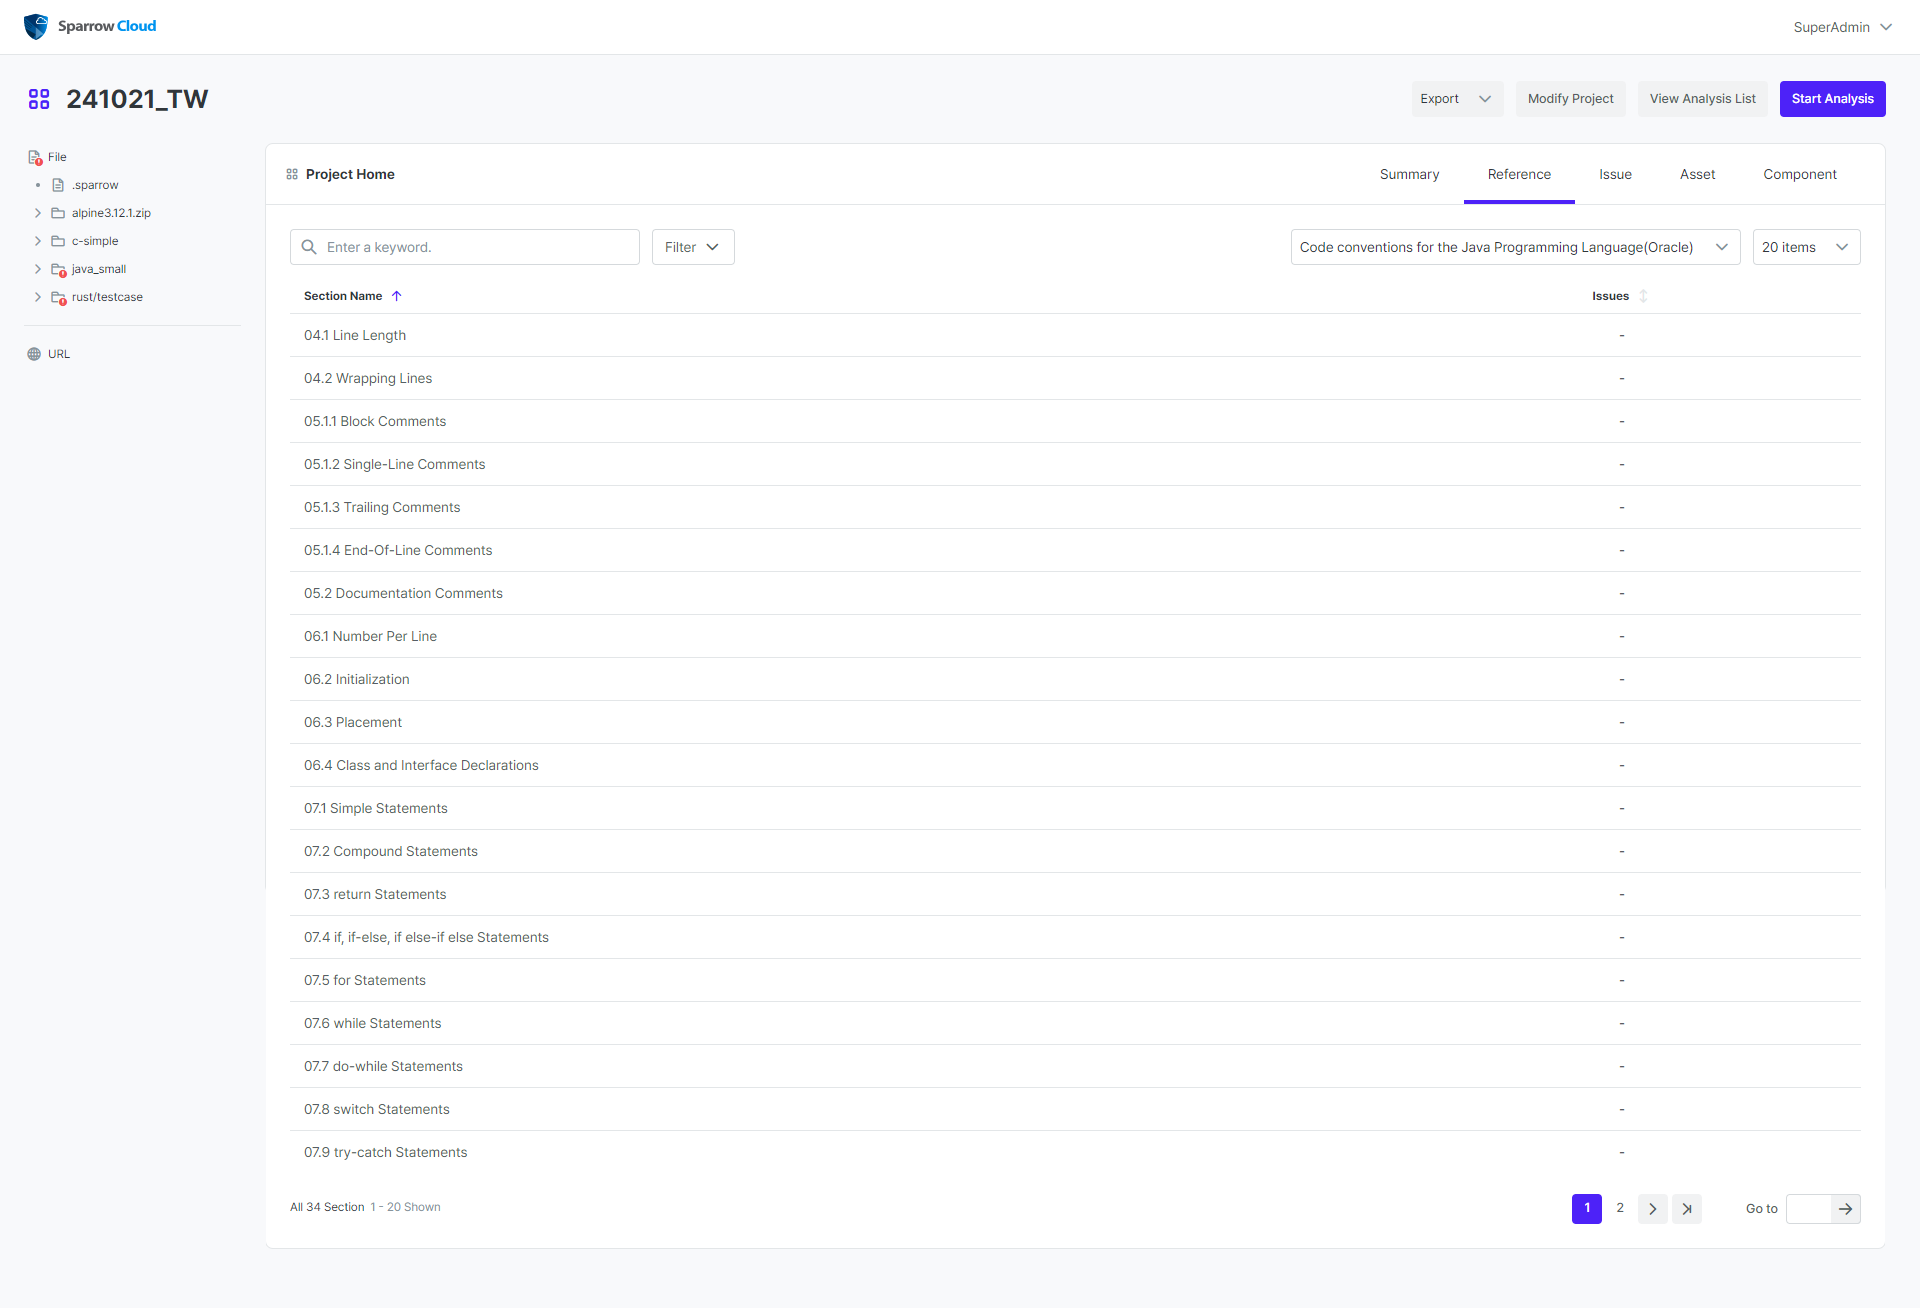 Sparrow Cloud
SuperAdmin
241021_TW
Export
Modify Project
View Analysis List
Start Analysis
File
.sparrow
alpine3.12.1.zip
c-simple
java_small
rust/testcase
URL
Project Home
Summary
Reference
Issue
Asset
Component
Enter a keyword.
Filter
Code conventions for the Java Programming Language(Oracle)
20 items
Section Name
Issues
04.1 Line Length
-
04.2 Wrapping Lines
-
05.1.1 Block Comments
-
05.1.2 Single-Line Comments
-
05.1.3 Trailing Comments
-
05.1.4 End-Of-Line Comments
-
05.2 Documentation Comments
-
06.1 Number Per Line
-
06.2 Initialization
-
06.3 Placement
-
06.4 Class and Interface Declarations
-
07.1 Simple Statements
-
07.2 Compound Statements
-
07.3 return Statements
-
07.4 if, if-else, if else-if else Statements
-
07.5 for Statements
-
07.6 while Statements
-
07.7 do-while Statements
-
07.8 switch Statements
-
07.9 try-catch Statements
-
All 34 Section 1 - 20 Shown
1
2
Go to